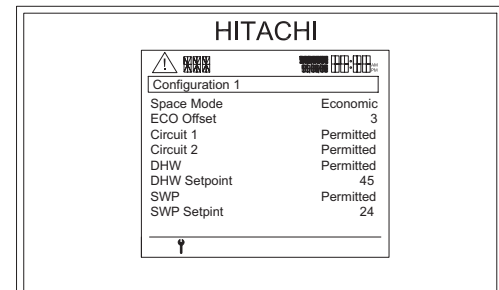 HITACHI
Configuration 1
Space Mode Economic
ECO Offset 3
Circuit 1 Permitted
Circuit 2 Permitted
DHW Permitted
DHW Setpoint 45
SWP Permitted
SWP Setpint 24